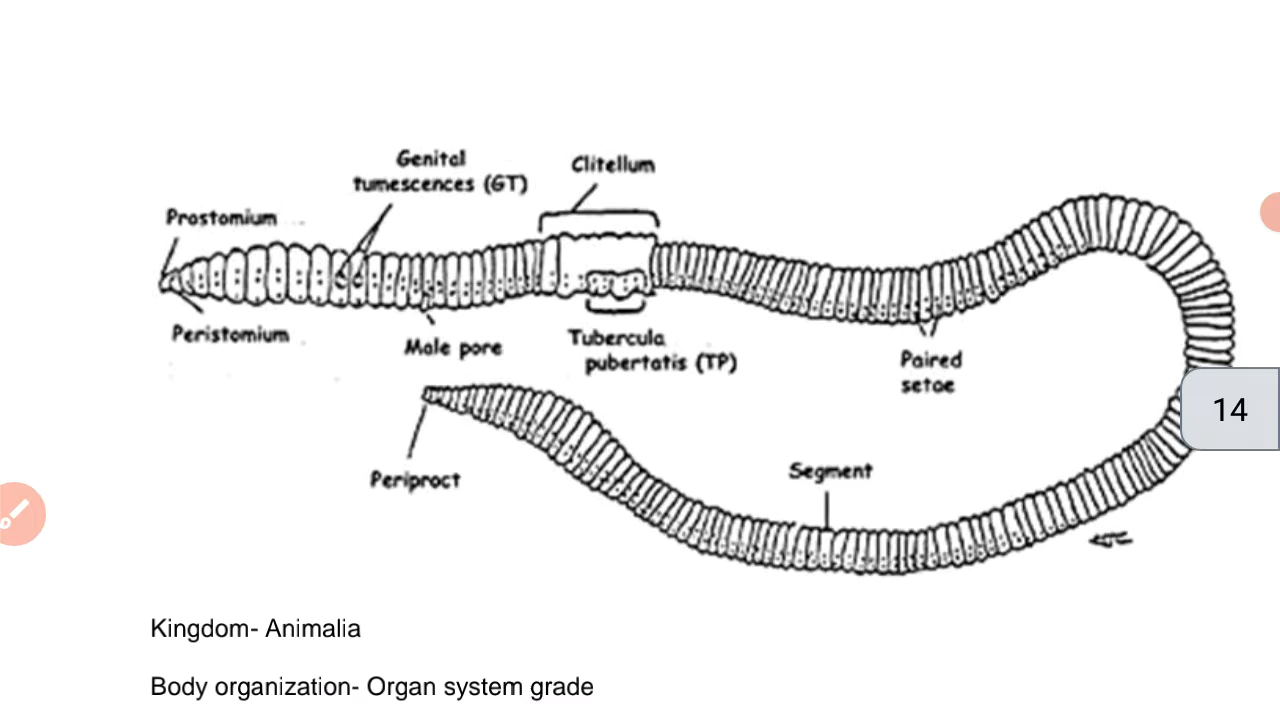 Genital
tumescences (GT)
Clitellum
Prostomium
Peristomium
Male pore
Tubercula
pubertatis (TP)
Paired
setae
14
Periproct
Segment
Kingdom- Animalia
Body organization- Organ system grade